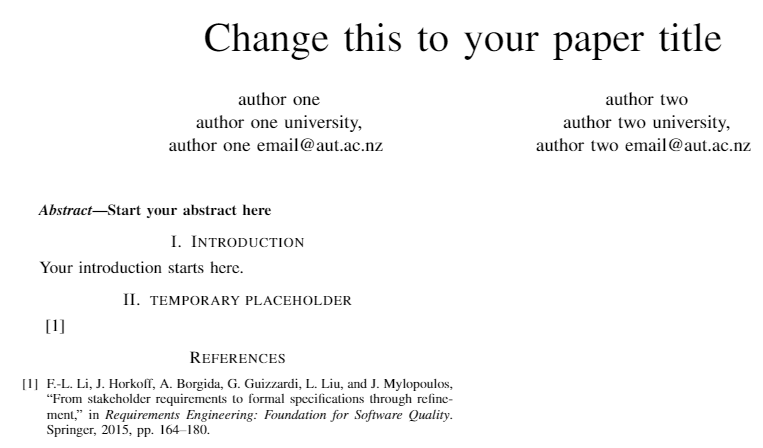 Change this to your paper title
author one
author one university,
author one email@aut.ac.nz
author two
author two university,
author two email@aut.ac.nz
Abstract—Start your abstract here
I. INTRODUCTION
Your introduction starts here.
II. TEMPORARY PLACEHOLDER
[1]
REFERENCES
[1] F.-L. Li, J. Horkoff, A. Borgida, G. Guizzardi, L. Liu, and J. Mylopoulos,
“From stakeholder requirements to formal specifications through refine-
ment,” in Requirements Engineering: Foundation for Software Quality.
Springer, 2015, pp. 164–180.